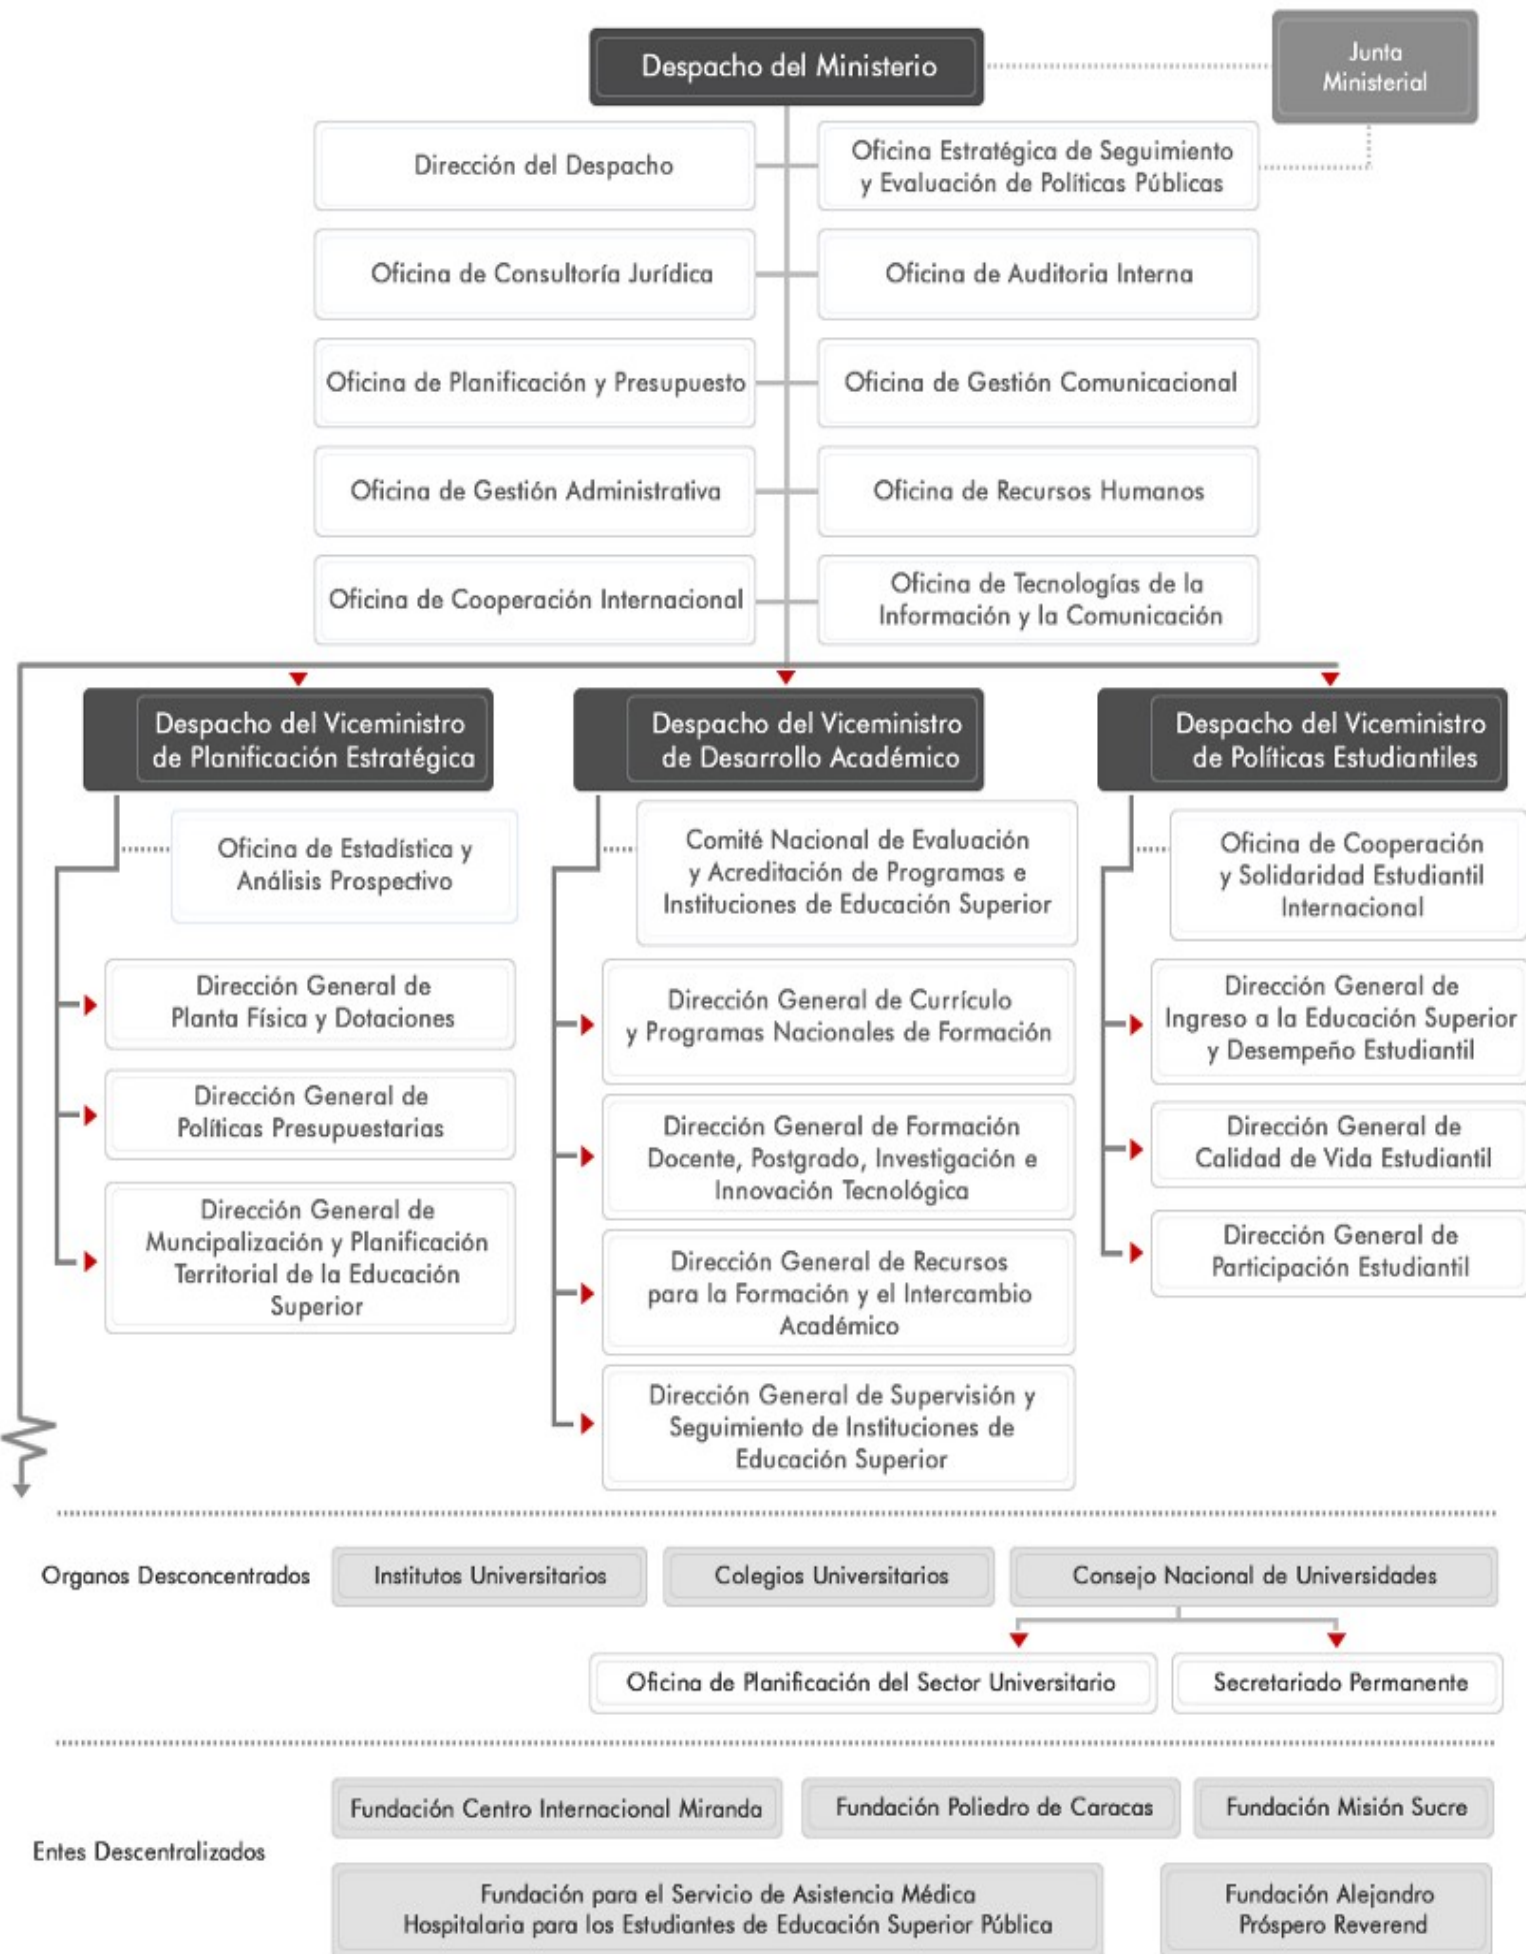 Despacho del Ministerio
Junta
Ministerial
Dirección del Despacho
Oficina Estratégica de Seguimiento
y Evaluación de Políticas Públicas
Oficina de Consultoría Jurídica
Oficina de Auditoria Interna
Oficina de Planificación y Presupuesto
Oficina de Gestión Comunicacional
Oficina de Gestión Administrativa
Oficina de Recursos Humanos
Oficina de Cooperación Internacional
Oficina de Tecnologías de la
Información y la Comunicación
Despacho del Viceministro
de Planificación Estratégica
Oficina de Estadística y
Análisis Prospectivo
Dirección General de
Planta Física y Dotaciones
Dirección General de
Políticas Presupuestarias
Dirección General de
Muncipalización y Planificación
Territorial de la Educación
Superior
Despacho del Viceministro
de Desarrollo Académico
Comité Nacional de Evaluación
y Acreditación de Programas e
Instituciones de Educación Superior
Dirección General de Currículo
y Programas Nacionales de Formación
Dirección General de Formación
Docente, Postgrado, Investigación e
Innovación Tecnológica
Dirección General de Recursos
para la Formación y el Intercambio
Académico
Dirección General de Supervisión y
Seguimiento de Instituciones de
Educación Superior
Despacho del Viceministro
de Políticas Estudiantiles
Oficina de Cooperación
y Solidaridad Estudiantil
Internacional
Dirección General de
Ingreso a la Educación Superior
y Desempeño Estudiantil
Dirección General de
Calidad de Vida Estudiantil
Dirección General de
Participación Estudiantil
Organos Desconcentrados
Institutos Universitarios
Colegios Universitarios
Consejo Nacional de Universidades
Oficina de Planificación del Sector Universitario
Secretariado Permanente
Entes Descentralizados
Fundación Centro Internacional Miranda
Fundación Poliedro de Caracas
Fundación Misión Sucre
Fundación para el Servicio de Asistencia Médica
Hospitalaria para los Estudiantes de Educación Superior Pública
Fundación Alejandro
Próspero Reverend